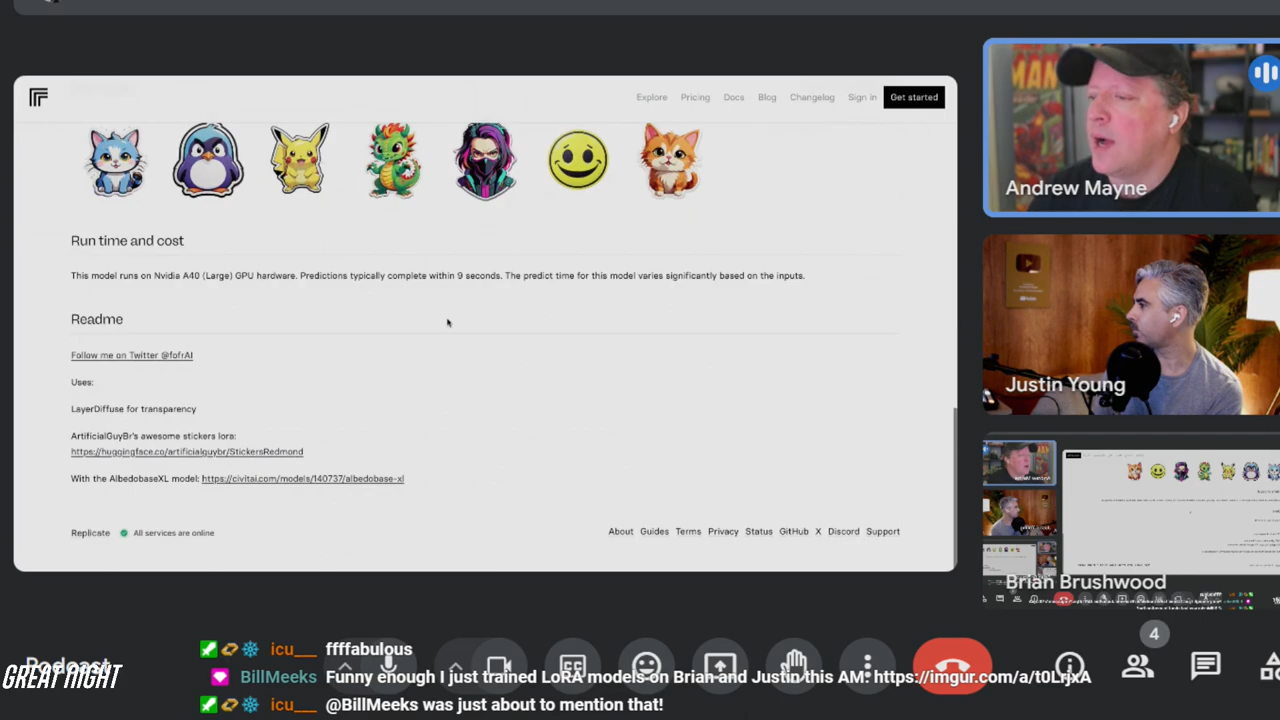 Explore Pricing Docs Blog Changelog Sign in Get started
Run time and cost
This model runs on Nvidia A40 (Large) GPU hardware. Predictions typically complete within 9 seconds. The predict time for this model varies significantly based on the inputs.
Readme
Follow me on Twitter @fofrAI
Uses:
LayerDiffuse for transparency
ArtificialGuyBr's awesome stickers lora:
https://huggingface.co/artificialguybr/StickersRedmond
With the AlbedobaseXL model: https://civitai.com/models/140737/albedobase-xl
Replicate All services are online
About Guides Terms Privacy Status GitHub X Discord Support
Andrew Mayne
Justin Young
Brian Brushwood
4
Podcast
GREAT NIGHT
icu___ ffffabulous
BillMeeks Funny enough I just trained LoRA models on Brian and Justin this AM: https://imgur.com/a/t0LrjxA
icu___ @BillMeeks was just about to mention that!